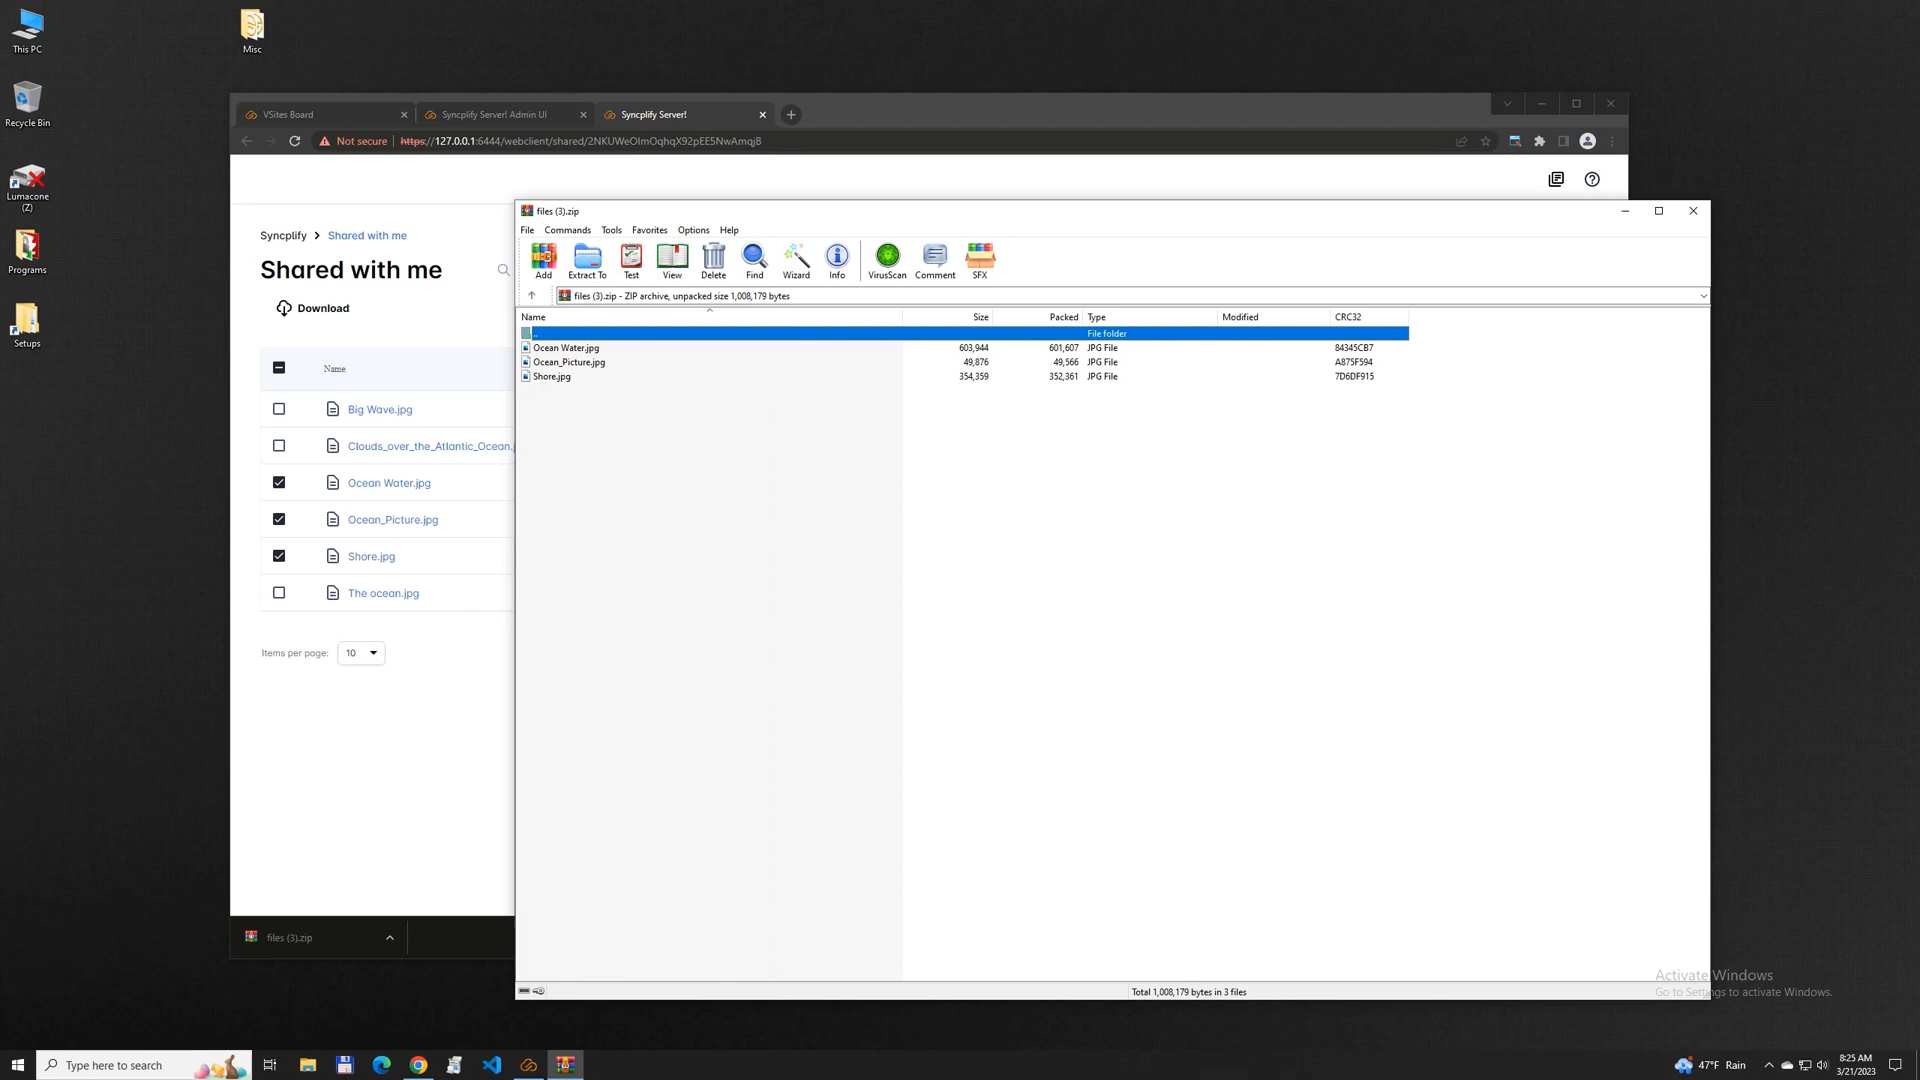 This PC
Misc
Recycle Bin
Lumacone
(Z)
Programs
Setups
VSites Board
Syncplify Server! Admin UI
Syncplify Server!
Not secure
https://127.0.0.1:6444/webclient/shared/2NKUWeOImOqhqX92pEE5NwAmqjB
Syncplify
Shared with me
Shared with me
Download
Name
Big Wave.jpg
Clouds_over_the_Atlantic_Ocean.j
Ocean Water.jpg
Ocean_Picture.jpg
Shore.jpg
The ocean.jpg
Items per page:
10
files (3).zip
files (3).zip
File Commands Tools Favorites Options Help
Add Extract To Test View Delete Find Wizard Info VirusScan Comment SFX
files (3).zip - ZIP archive, unpacked size 1,008,179 bytes
Name Size Packed Type Modified CRC32
.. File folder
Ocean Water.jpg 603,944 601,607 JPG File 84345CB7
Ocean_Picture.jpg 49,876 49,566 JPG File A875F594
Shore.jpg 354,359 352,361 JPG File 7D6DF915
Total 1,008,179 bytes in 3 files
Activate Windows
Go to Settings to activate Windows.
Type here to search
47°F Rain
8:25 AM
3/21/2023